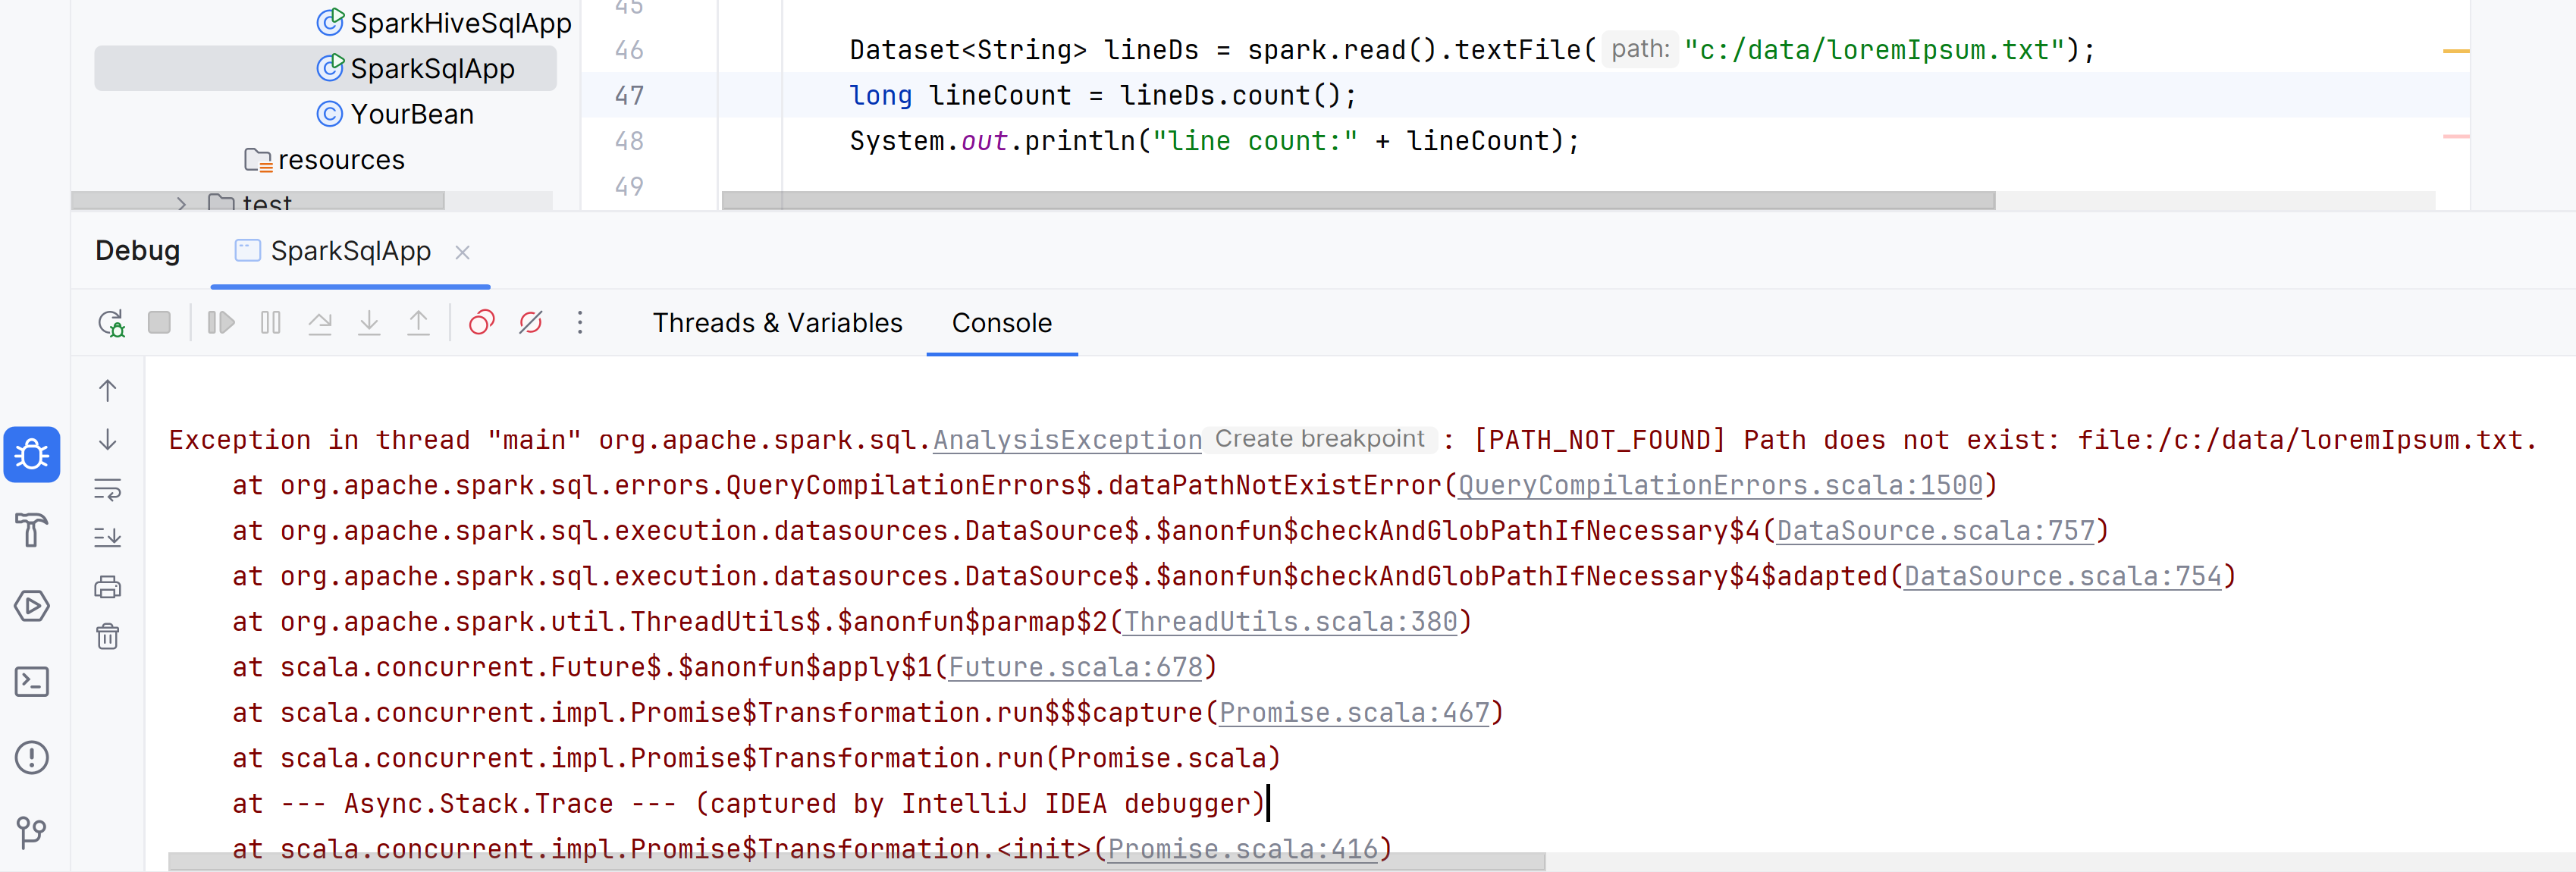 SparkHiveSqlApp
SparkSqlApp
YourBean
resources
test
45
46 Dataset<String> lineDs = spark.read().textFile( path: "c:/data/loremIpsum.txt");
47 long lineCount = lineDs.count();
48 System.out.println("line count:" + lineCount);
49
Debug SparkSqlApp
Threads & Variables Console
Exception in thread "main" org.apache.spark.sql.AnalysisException Create breakpoint : [PATH_NOT_FOUND] Path does not exist: file:/c:/data/loremIpsum.txt.
at org.apache.spark.sql.errors.QueryCompilationErrors$.dataPathNotExistError(QueryCompilationErrors.scala:1500)
at org.apache.spark.sql.execution.datasources.DataSource$.$anonfun$checkAndGlobPathIfNecessary$4(DataSource.scala:757)
at org.apache.spark.sql.execution.datasources.DataSource$.$anonfun$checkAndGlobPathIfNecessary$4$adapted(DataSource.scala:754)
at org.apache.spark.util.ThreadUtils$.$anonfun$parmap$2(ThreadUtils.scala:380)
at scala.concurrent.Future$.$anonfun$apply$1(Future.scala:678)
at scala.concurrent.impl.Promise$Transformation.run$$$capture(Promise.scala:467)
at scala.concurrent.impl.Promise$Transformation.run(Promise.scala)
at --- Async.Stack.Trace --- (captured by IntelliJ IDEA debugger)
at scala.concurrent.impl.Promise$Transformation.<init>(Promise.scala:416)